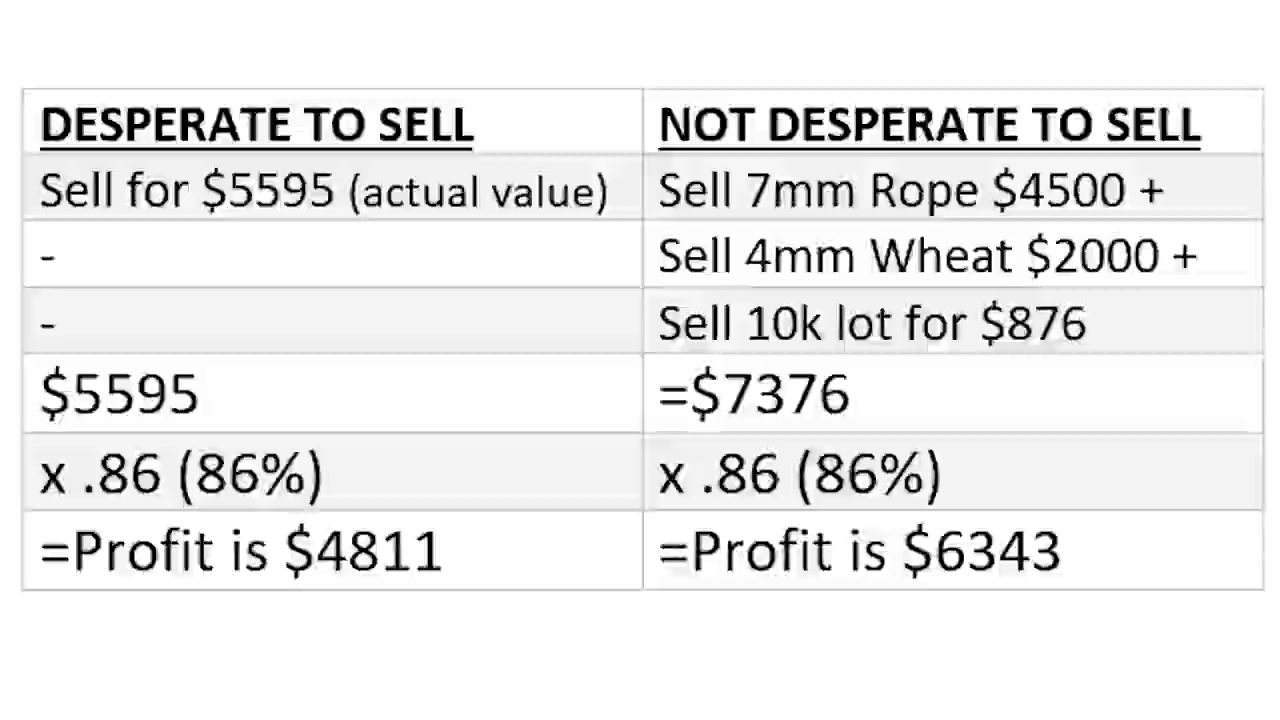 DESPERATE TO SELL
NOT DESPERATE TO SELL
Sell for $5595 (actual value)
Sell 7mm Rope $4500 +
-
Sell 4mm Wheat $2000 +
-
Sell 10k lot for $876
$5595
=$7376
x .86 (86%)
x .86 (86%)
=Profit is $4811
=Profit is $6343